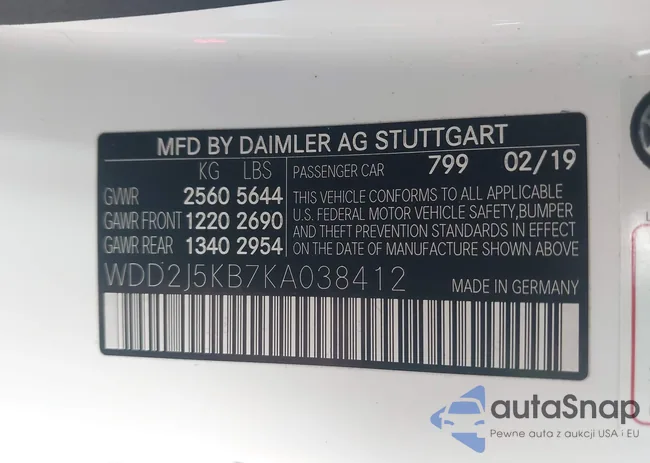 MFD BY DAIMLER AG STUTTGART
KG LBS
GVWR 2560 5644
GAWR FRONT 1220 2690
GAWR REAR 1340 2954
PASSENGER CAR 799 02/19
THIS VEHICLE CONFORMS TO ALL APPLICABLE
U.S. FEDERAL MOTOR VEHICLE SAFETY, BUMPER
AND THEFT PREVENTION STANDARDS IN EFFECT
ON THE DATE OF MANUFACTURE SHOWN ABOVE
WDD2J5KB7KA038412
MADE IN GERMANY
autaSnap
Pewne auta z aukcji USA i EU